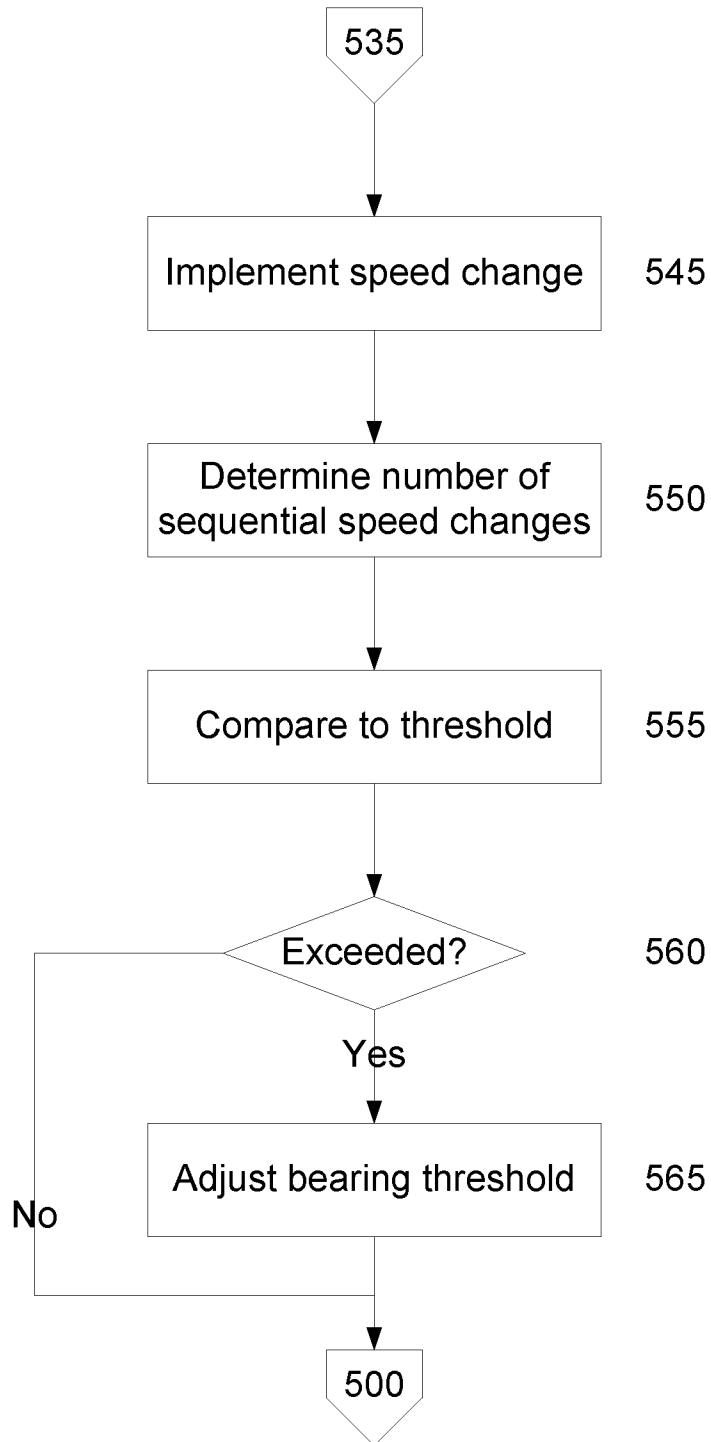 535
Implement speed change
545
Determine number of
sequential speed changes
550
Compare to threshold
555
Exceeded?
560
Yes
Adjust bearing threshold
565
No
500